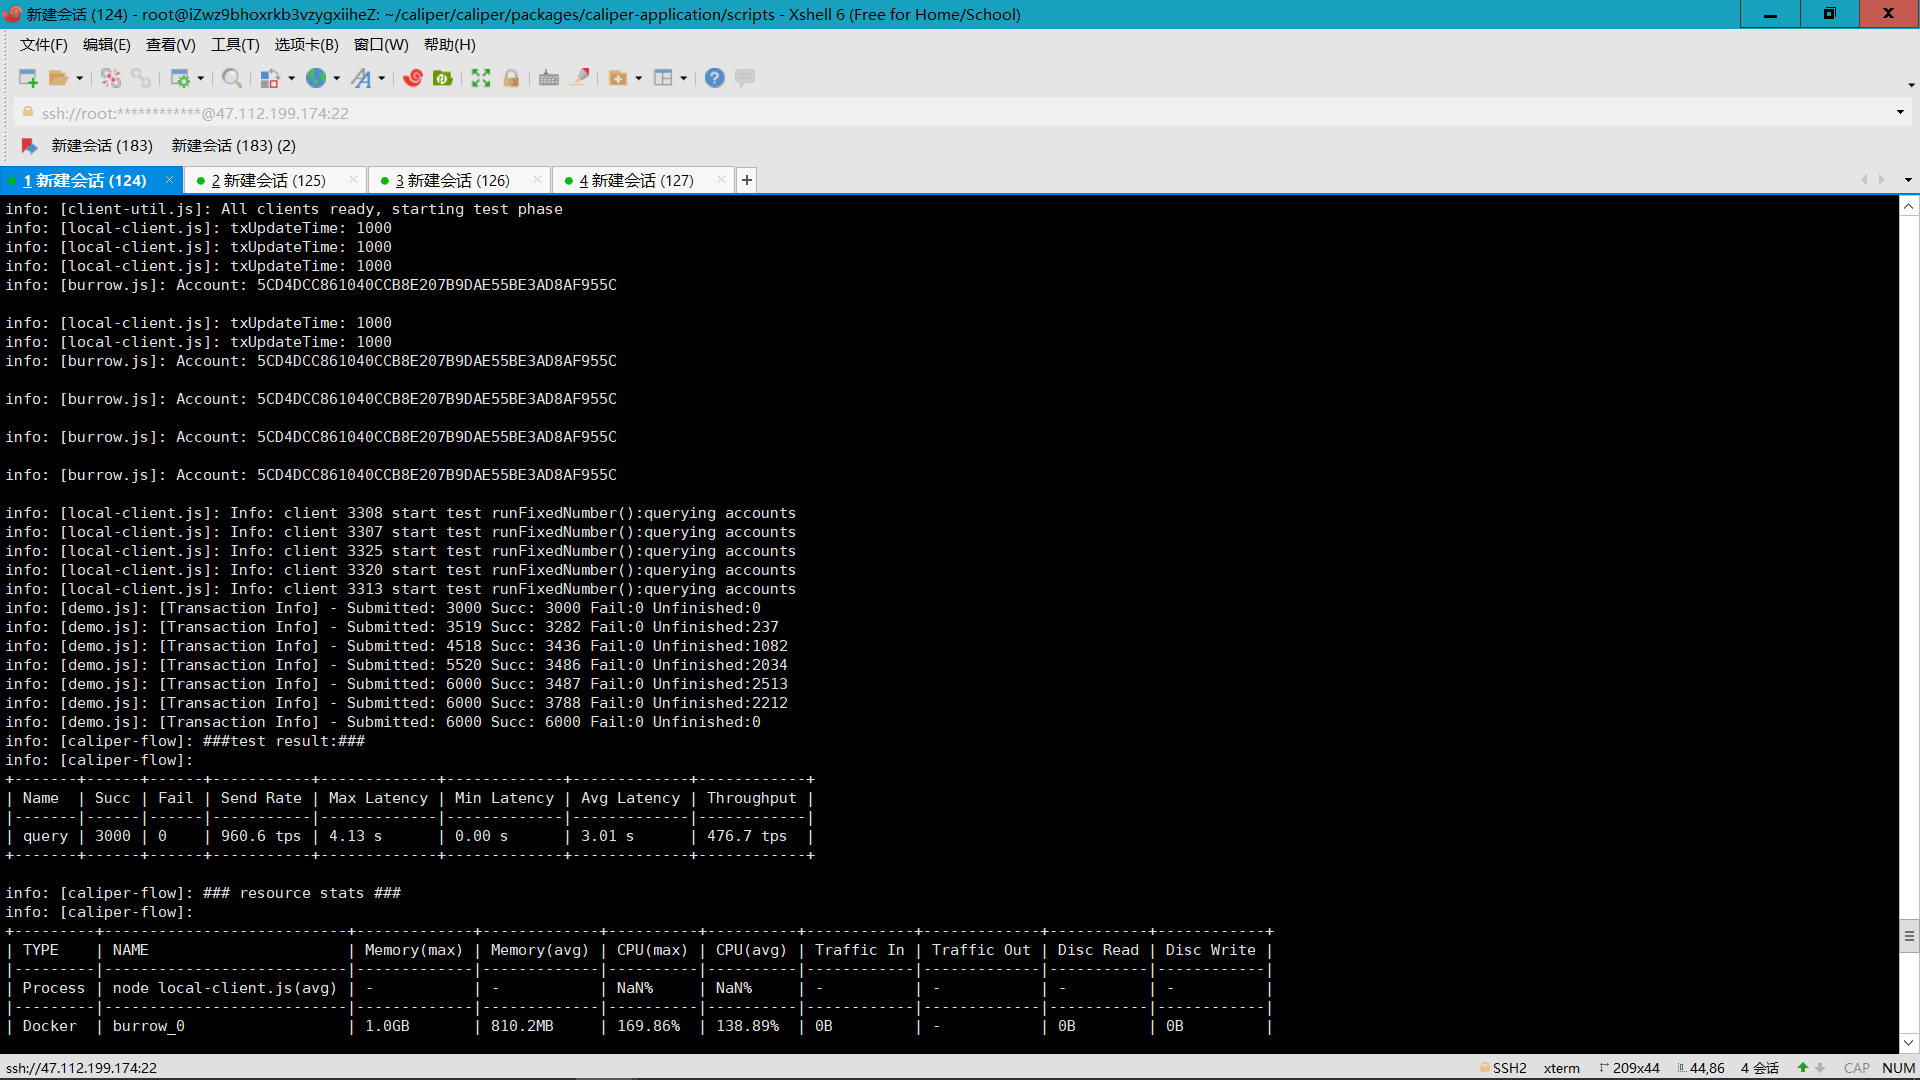 新建会话 (124) - root@iZwz9bhoxrkb3vzygxiiheZ: ~/caliper/caliper/packages/caliper-application/scripts - Xshell 6 (Free for Home/School)
文件(F) 编辑(E) 查看(V) 工具(T) 选项卡(B) 窗口(W) 帮助(H)
ssh://root:************@47.112.199.174:22
新建会话 (183) 新建会话 (183) (2)
1 新建会话 (124) × 2 新建会话 (125) × 3 新建会话 (126) × 4 新建会话 (127) × +
info: [client-util.js]: All clients ready, starting test phase
info: [local-client.js]: txUpdateTime: 1000
info: [local-client.js]: txUpdateTime: 1000
info: [local-client.js]: txUpdateTime: 1000
info: [burrow.js]: Account: 5CD4DCC861040CCB8E207B9DAE55BE3AD8AF955C
info: [local-client.js]: txUpdateTime: 1000
info: [local-client.js]: txUpdateTime: 1000
info: [burrow.js]: Account: 5CD4DCC861040CCB8E207B9DAE55BE3AD8AF955C
info: [burrow.js]: Account: 5CD4DCC861040CCB8E207B9DAE55BE3AD8AF955C
info: [burrow.js]: Account: 5CD4DCC861040CCB8E207B9DAE55BE3AD8AF955C
info: [burrow.js]: Account: 5CD4DCC861040CCB8E207B9DAE55BE3AD8AF955C
info: [local-client.js]: Info: client 3308 start test runFixedNumber():querying accounts
info: [local-client.js]: Info: client 3307 start test runFixedNumber():querying accounts
info: [local-client.js]: Info: client 3325 start test runFixedNumber():querying accounts
info: [local-client.js]: Info: client 3320 start test runFixedNumber():querying accounts
info: [local-client.js]: Info: client 3313 start test runFixedNumber():querying accounts
info: [demo.js]: [Transaction Info] - Submitted: 3000 Succ: 3000 Fail:0 Unfinished:0
info: [demo.js]: [Transaction Info] - Submitted: 3519 Succ: 3282 Fail:0 Unfinished:237
info: [demo.js]: [Transaction Info] - Submitted: 4518 Succ: 3436 Fail:0 Unfinished:1082
info: [demo.js]: [Transaction Info] - Submitted: 5520 Succ: 3486 Fail:0 Unfinished:2034
info: [demo.js]: [Transaction Info] - Submitted: 6000 Succ: 3487 Fail:0 Unfinished:2513
info: [demo.js]: [Transaction Info] - Submitted: 6000 Succ: 3788 Fail:0 Unfinished:2212
info: [demo.js]: [Transaction Info] - Submitted: 6000 Succ: 6000 Fail:0 Unfinished:0
info: [caliper-flow]: ###test result:###
info: [caliper-flow]:
| Name | Succ | Fail | Send Rate | Max Latency | Min Latency | Avg Latency | Throughput |
| query | 3000 | 0 | 960.6 tps | 4.13 s | 0.00 s | 3.01 s | 476.7 tps |
info: [caliper-flow]: ### resource stats ###
info: [caliper-flow]:
| TYPE | NAME | Memory(max) | Memory(avg) | CPU(max) | CPU(avg) | Traffic In | Traffic Out | Disc Read | Disc Write |
| Process | node local-client.js(avg) | - | - | NaN% | NaN% | - | - | - | - |
| Docker | burrow_0 | 1.0GB | 810.2MB | 169.86% | 138.89% | 0B | - | 0B | 0B |
ssh://47.112.199.174:22 SSH2 xterm 209x44 44,86 4 会话 CAP NUM